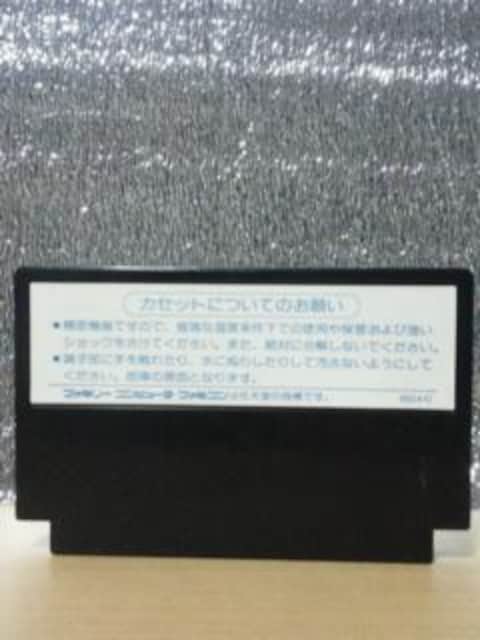 カセットについてのお願い
●精密機器ですので、極端な温度条件下での使用や保管および強い
ショックをさけてください。また、絶対に分解しないでください。
●端子部に手を触れたり、水にぬらしたりして汚さないようにして
ください。故障の原因となります。
ファミリーコンピュータ ファミコンは任天堂の商標です。